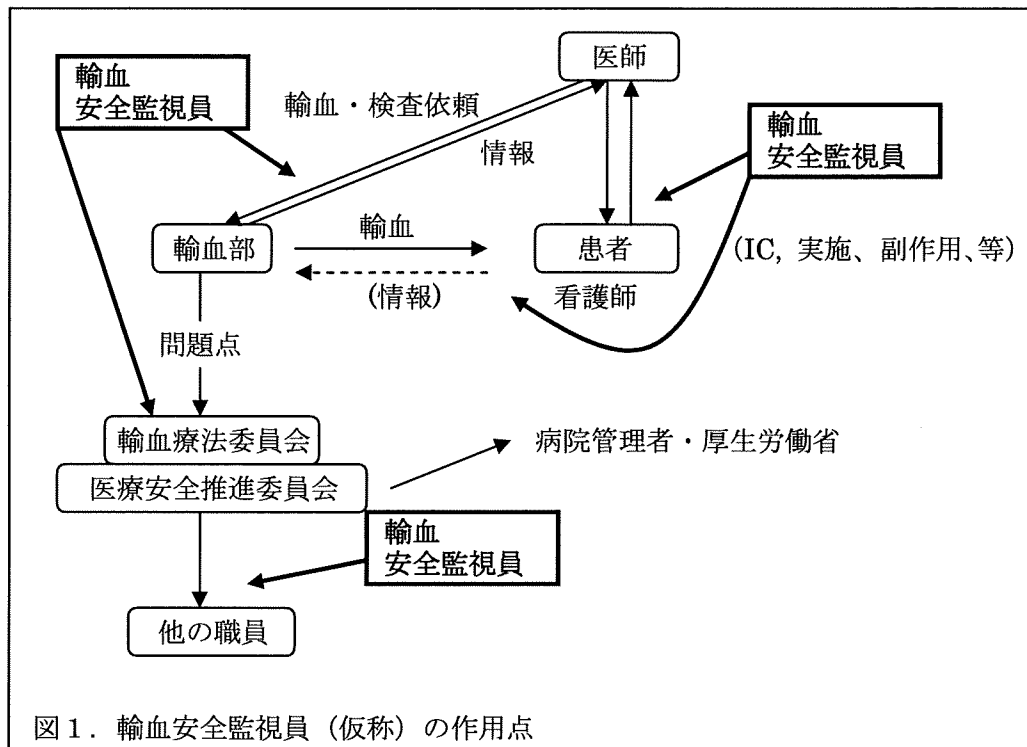 医師
輸血
安全監視員
輸血・検査依頼
情報
輸血
安全監視員
輸血部
輸血
(情報)
患者
看護師
(IC, 実施、副作用、等)
問題点
輸血療法委員会
医療安全推進委員会
病院管理者・厚生労働省
輸血
安全監視員
他の職員
図1．輸血安全監視員（仮称）の作用点